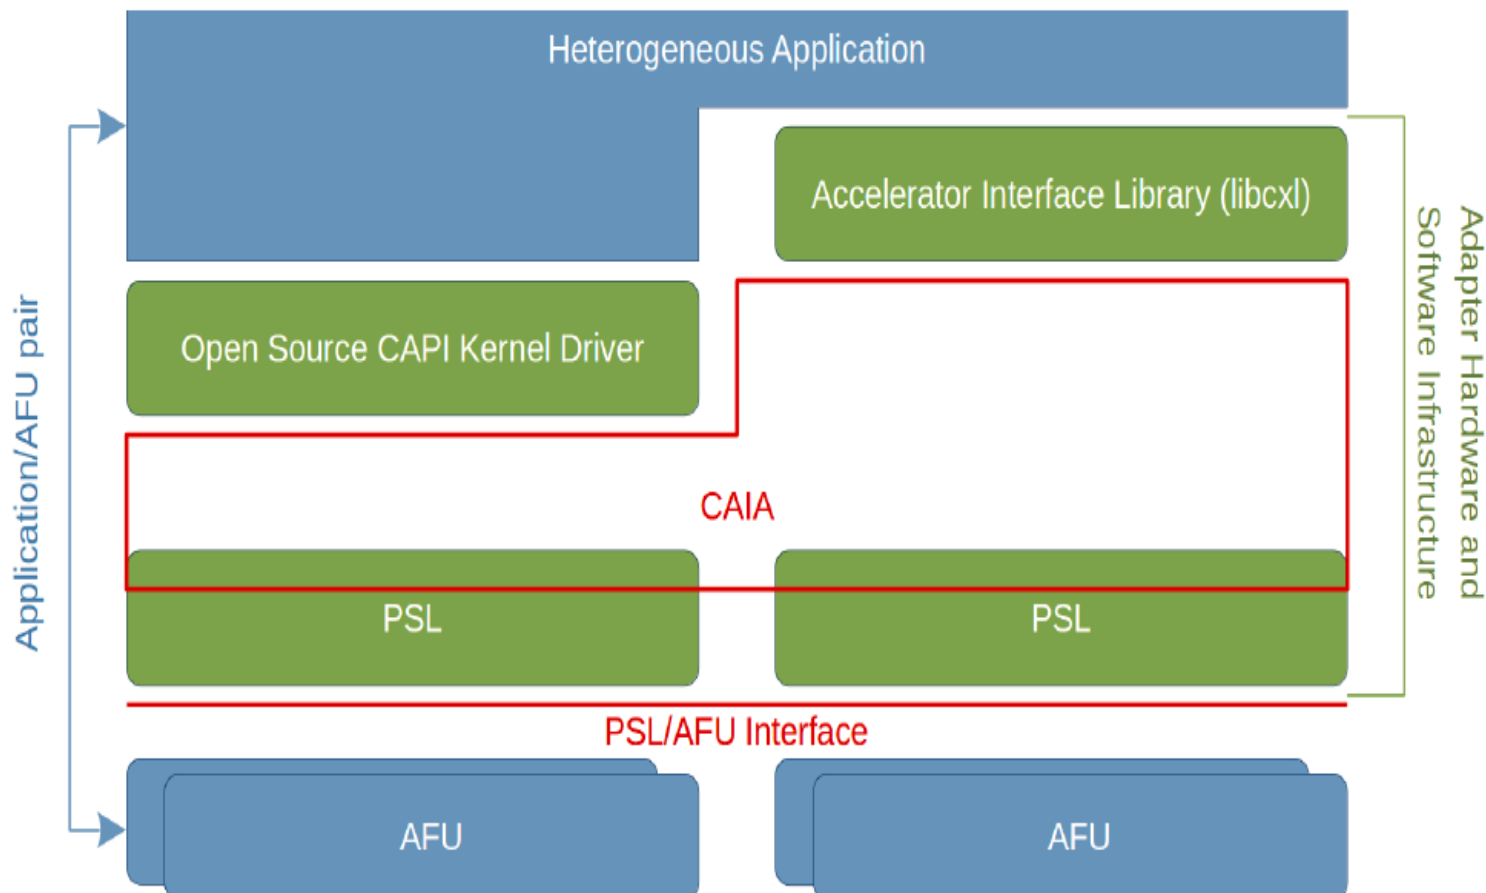 Heterogeneous Application
Accelerator Interface Library (libcxl)
Open Source CAPI Kernel Driver
CAIA
PSL
PSL
PSL/AFU Interface
AFU
AFU
Application/AFU pair
Adapter Hardware and
Software Infrastructure